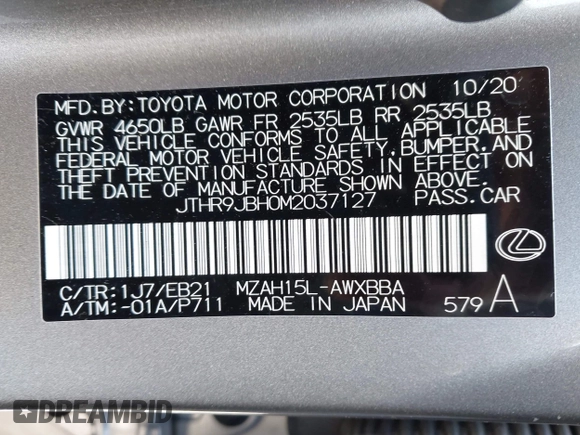 MFD.BY:TOYOTA MOTOR CORPORATION 10/20
GVWR 4650LB GAWR FR 2535LB RR 2535LB
THIS VEHICLE CONFORMS TO ALL APPLICABLE
FEDERAL MOTOR VEHICLE SAFETY,BUMPER,AND
THEFT PREVENTION STANDARDS IN EFFECT ON
THE DATE OF MANUFACTURE SHOWN ABOVE.
JTHR9JBH0M2037127 PASS.CAR
C/TR:1J7/EB21 MZAH15L-AWXBBA
A/TM:-01A/P711 MADE IN JAPAN 579 A
DREAMBID